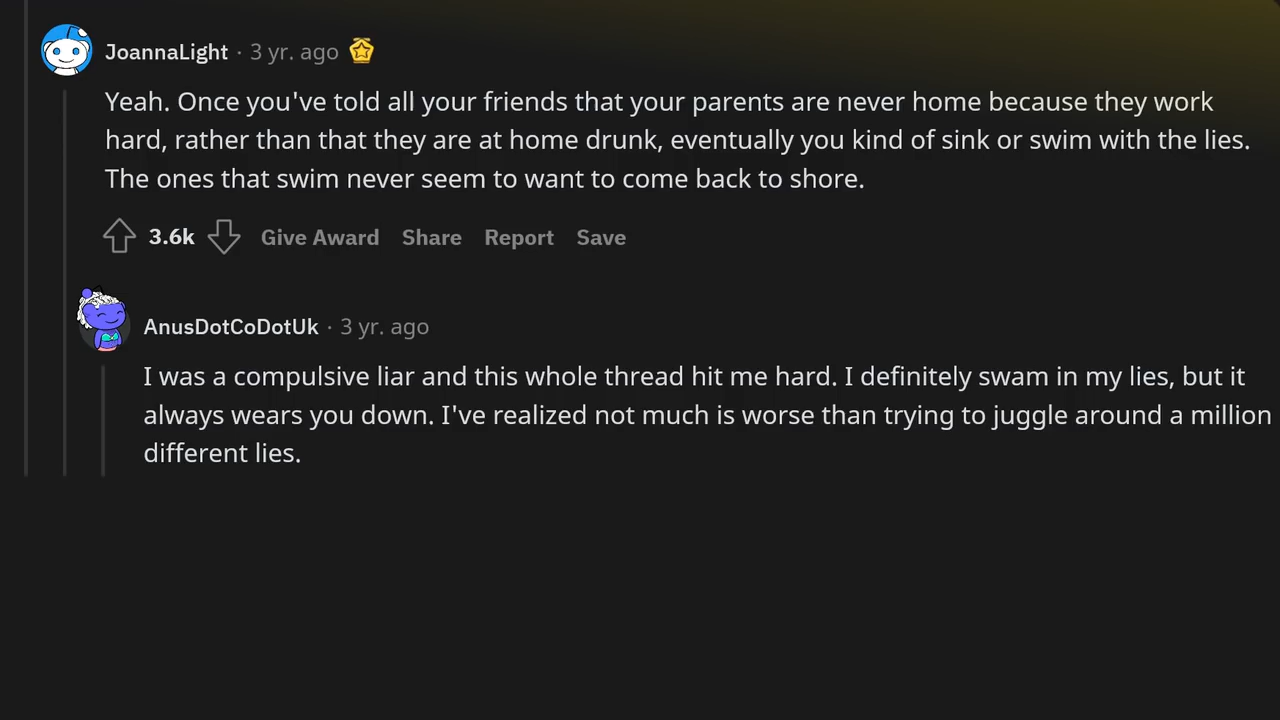 JoannaLight · 3 yr. ago
Yeah. Once you've told all your friends that your parents are never home because they work
hard, rather than that they are at home drunk, eventually you kind of sink or swim with the lies.
The ones that swim never seem to want to come back to shore.
3.6k Give Award Share Report Save
AnusDotCoDotUk · 3 yr. ago
I was a compulsive liar and this whole thread hit me hard. I definitely swam in my lies, but it
always wears you down. I've realized not much is worse than trying to juggle around a million
different lies.